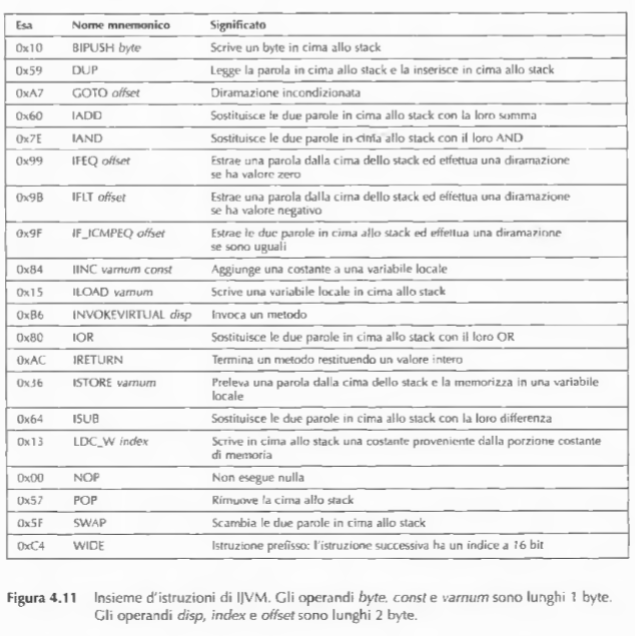 Esa Nome mnemonico Significato
0x10 BIPUSH byte Scrive un byte in cima allo stack
0x59 DUP Legge la parola in cima allo stack e la inserisce in cima allo stack
0xA7 GOTO offset Diramazione incondizionata
0x60 IADD Sostituisce le due parole in cima allo stack con la loro somma
0x7E IAND Sostituisce le due parole in cima allo stack con il loro AND
0x99 IFEQ offset Estrae una parola dalla cima dello stack ed effettua una diramazione
se ha valore zero
0x9B IFLT offset Estrae una parola dalla cima dello stack ed effettua una diramazione
se ha valore negativo
0x9F IF_ICMPEQ offset Estrae le due parole in cima allo stack ed effettua una diramazione
se sono uguali
0x84 IINC varnum const Aggiunge una costante a una variabile locale
0x15 ILOAD varnum Scrive una variabile locale in cima allo stack
0xB6 INVOKEVIRTUAL disp Invoca un metodo
0x80 IOR Sostituisce le due parole in cima allo stack con il loro OR
0xAC IRETURN Termina un metodo restituendo un valore intero
0x36 ISTORE varnum Preleva una parola dalla cima dello stack e la memorizza in una variabile
locale
0x64 ISUB Sostituisce le due parole in cima allo stack con la loro differenza
0x13 LDC_W index Scrive in cima allo stack una costante proveniente dalla porzione costante
di memoria
0x00 NOP Non esegue nulla
0x57 POP Rimuove la cima allo stack
0x5F SWAP Scambia le due parole in cima allo stack
0xC4 WIDE Istruzione prefisso: l'istruzione successiva ha un indice a 16 bit
Figura 4.11 Insieme d'istruzioni di IJVM. Gli operandi byte, const e varnum sono lunghi 1 byte.
Gli operandi disp, index e offset sono lunghi 2 byte.